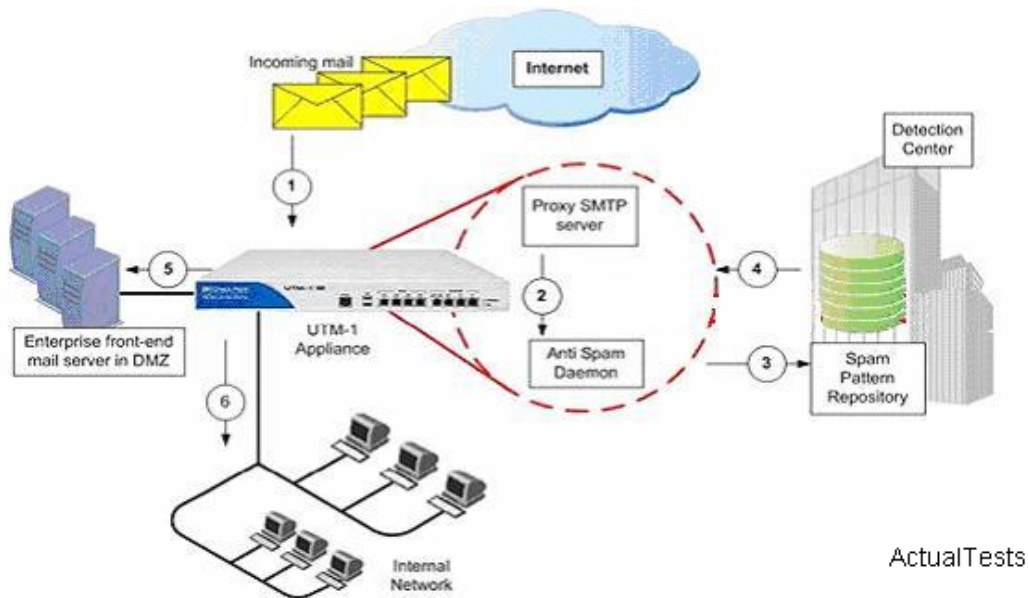 Incoming mail
Internet
Detection
Center
1
Proxy SMTP
server
5
4
2
UTM-1
Appliance
Enterprise front-end
mail server in DMZ
Anti Spam
Daemon
3
Spam
Pattern
Repository
6
Internal
Network
ActualTests